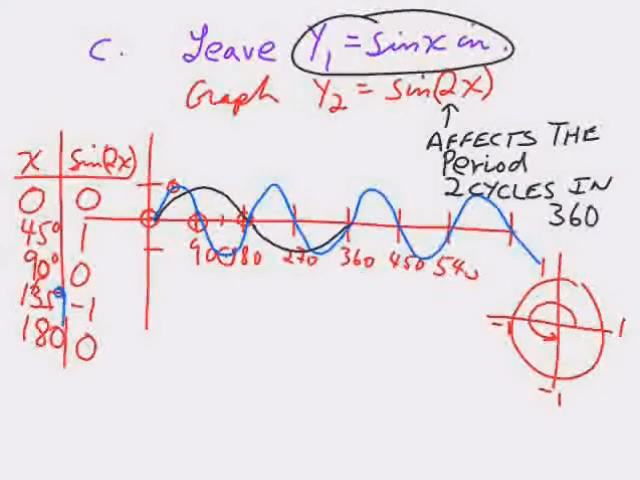 C. Leave Y₁ = sinx in.
Graph Y₂ = sin(2x)
AFFECTS THE
Period
2 CYCLES IN
360
x sin(2x)
0 0
45° 1
90° 0
135° -1
180 0
90 180 270 360 450 540
1
-1 1
-1